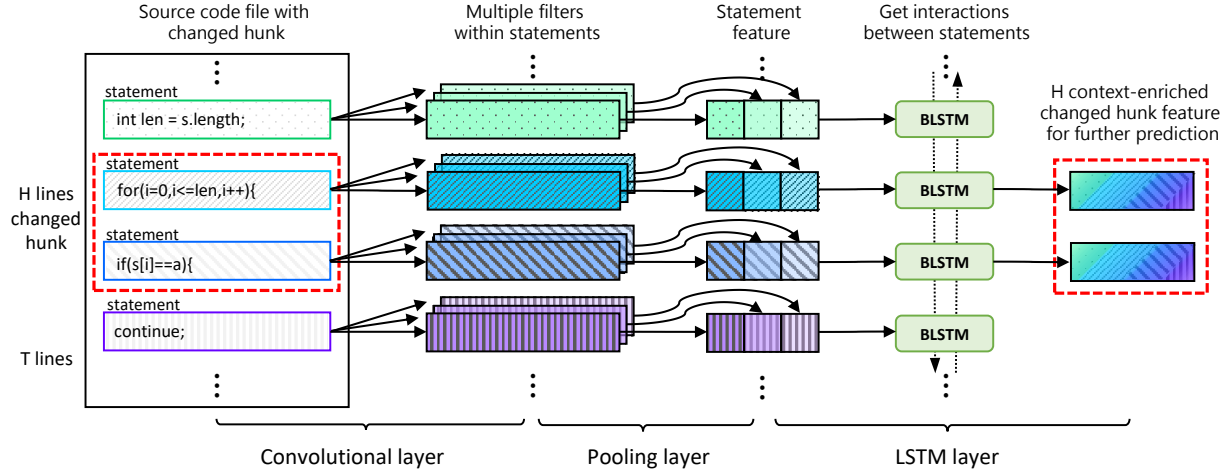 Source code file with
changed hunk
Multiple filters
within statements
Statement
feature
Get interactions
between statements
statement
int len = s.length;
BLSTM
H context-enriched
changed hunk feature
for further prediction
H lines
changed
hunk
statement
for(i=0,i<=len,i++){
BLSTM
statement
if(s[i]==a){
BLSTM
statement
continue;
BLSTM
T lines
Convolutional layer
Pooling layer
LSTM layer